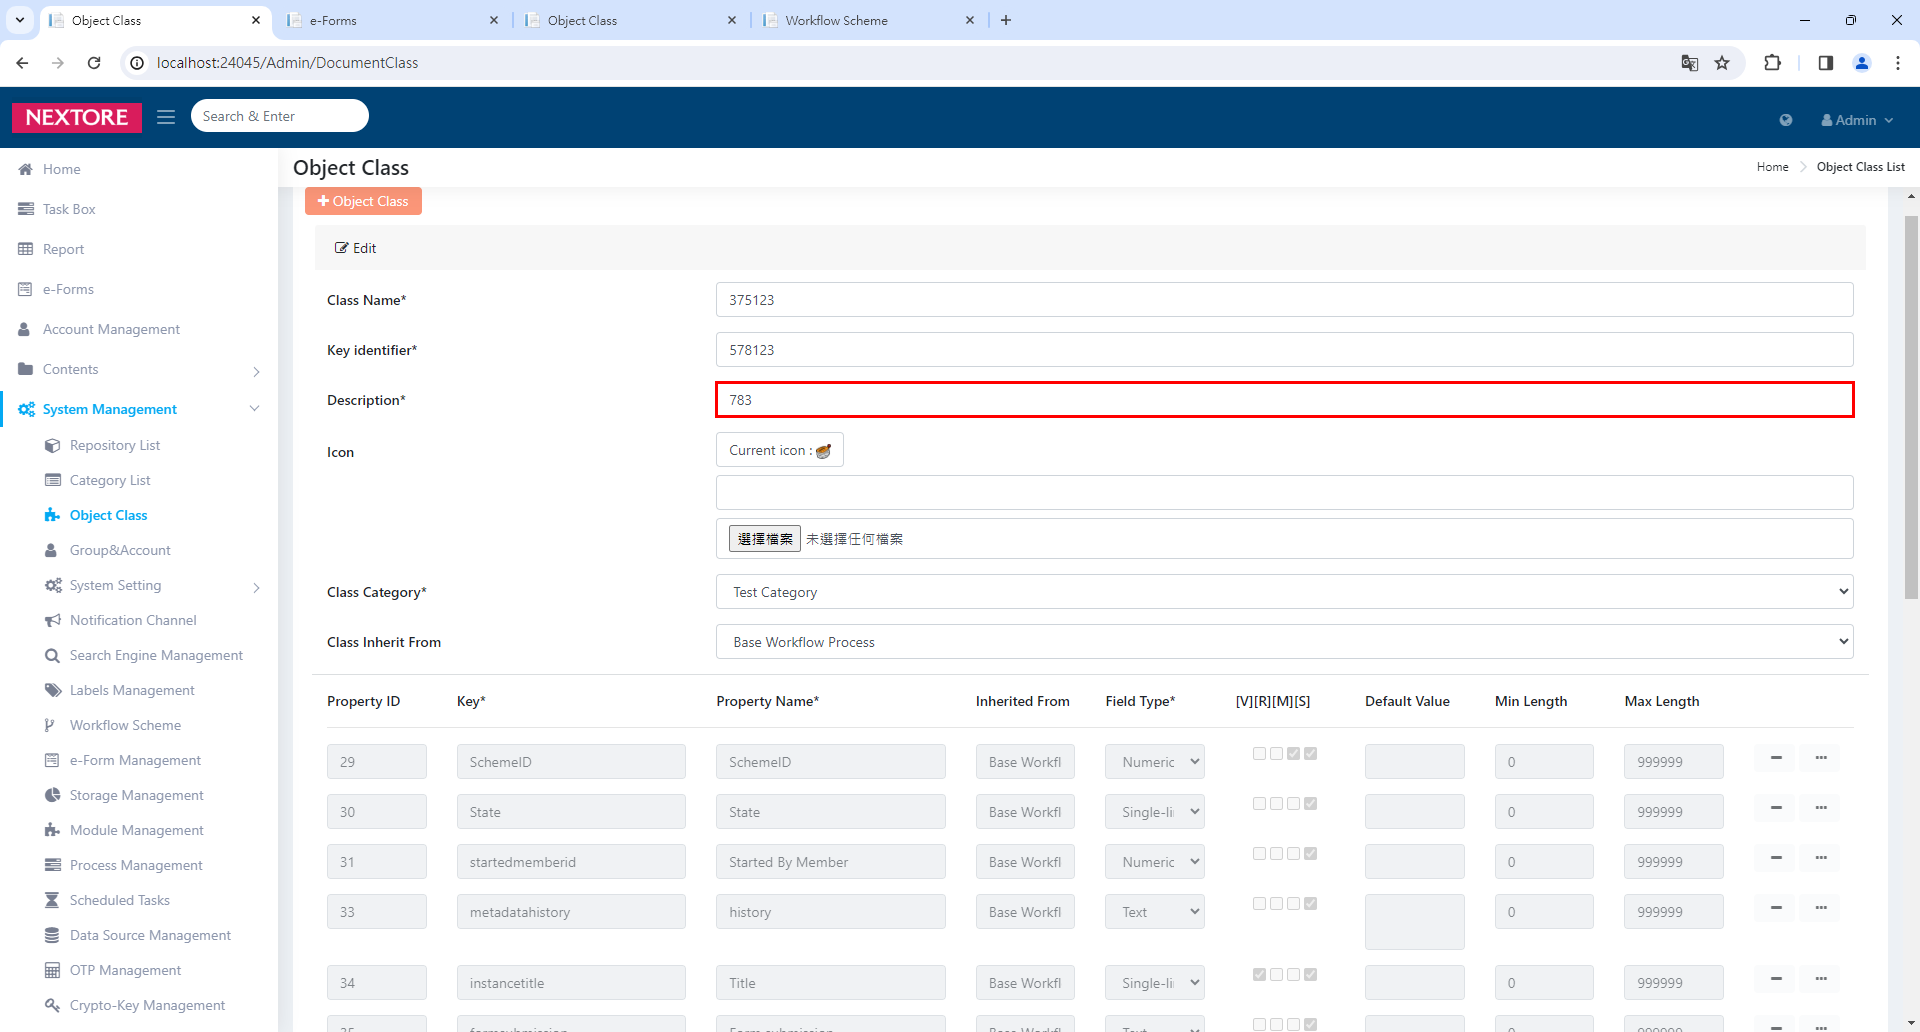 Object Class
e-Forms
Object Class
Workflow Scheme
localhost:24045/Admin/DocumentClass
NEXTORE
Search & Enter
Admin
Home
Task Box
Report
e-Forms
Account Management
Contents
System Management
Repository List
Category List
Object Class
Group&Account
System Setting
Notification Channel
Search Engine Management
Labels Management
Workflow Scheme
e-Form Management
Storage Management
Module Management
Process Management
Scheduled Tasks
Data Source Management
OTP Management
Crypto-Key Management
Object Class
Home
Object Class List
Object Class
Edit
Class Name* 375123
Key identifier* 578123
Description* 783
Icon Current icon :
選擇檔案 未選擇任何檔案
Class Category* Test Category
Class Inherit From Base Workflow Process
Property ID Key* Property Name* Inherited From Field Type* [V][R][M][S] Default Value Min Length Max Length
29 SchemeID SchemeID Base Workfl Numeric 0 999999
30 State State Base Workfl Single-li 0 999999
31 startedmemberid Started By Member Base Workfl Numeric 0 999999
33 metadatahistory history Base Workfl Text 0 999999
34 instancetitle Title Base Workfl Single-li 0 999999